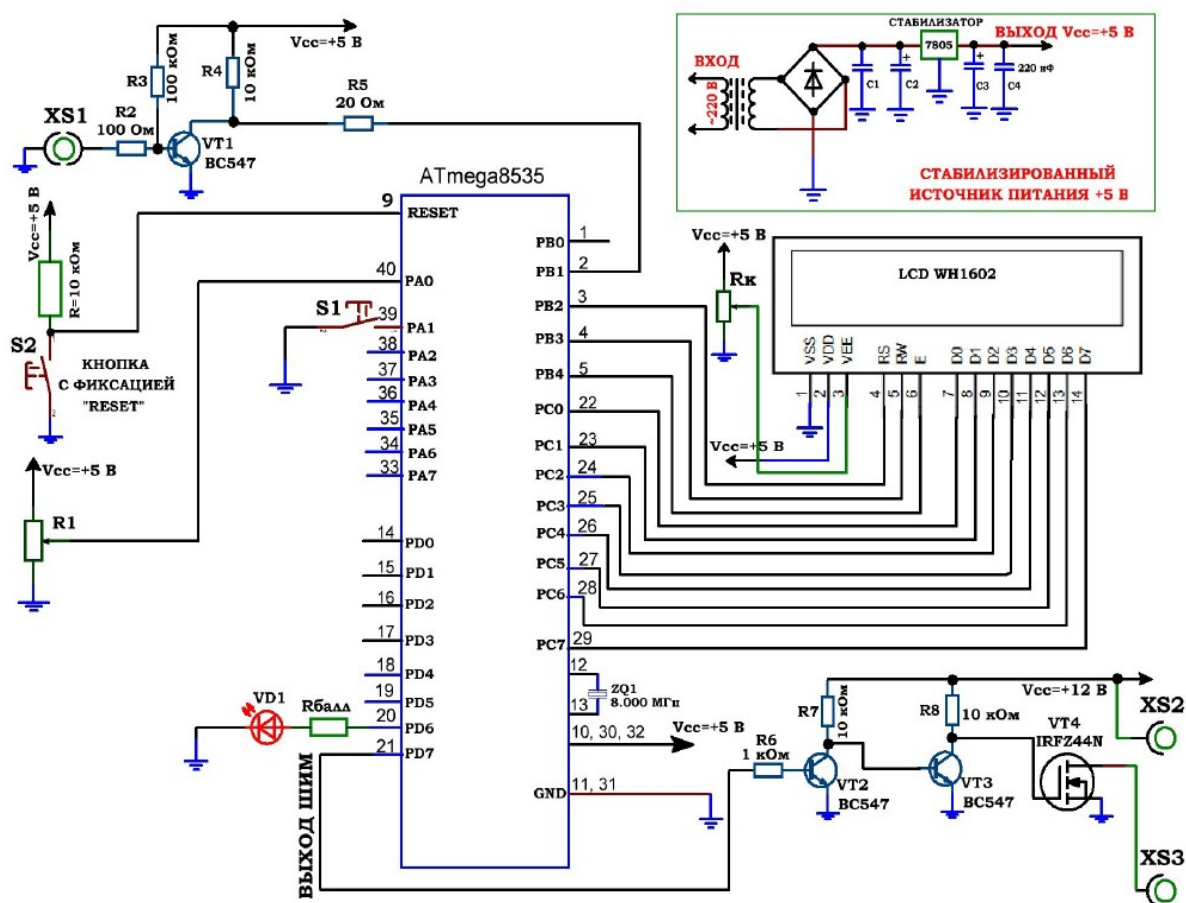 Vcc=+5 В
R3
100 кОм
R4
10 кОм
R5
20 Ом
XS1
R2
100 Ом
VT1
BC547
СТАБИЛИЗАТОР
7805
ВЫХОД Vcc=+5 В
ВХОД
~220 В
C1
+
C2
+
C3
C4
220 нФ
СТАБИЛИЗИРОВАННЫЙ
ИСТОЧНИК ПИТАНИЯ +5 В
ATmega8535
9
RESET
Vcc=+5 В
R=10 кОм
1
S2
2
КНОПКА
С ФИКСАЦИЕЙ
"RESET"
40
PA0
S1
2
1
39
PA1
38
PA2
37
PA3
36
PA4
35
PA5
34
PA6
33
PA7
Vcc=+5 В
R1
14
PD0
15
PD1
16
PD2
17
PD3
18
PD4
19
PD5
20
PD6
21
PD7
VD1
Rбалл
ВЫХОД ШИМ
PB0
1
PB1
2
PB2
3
PB3
4
PB4
5
PC0
22
PC1
23
PC2
24
PC3
25
PC4
26
PC5
27
PC6
28
PC7
29
12
13
ZQ1
8.000 МГц
10, 30, 32
Vcc=+5 В
GND
11, 31
Vcc=+5 В
Rк
LCD WH1602
VSS
VDD
VEE
RS
RW
E
D0
D1
D2
D3
D4
D5
D6
D7
1
2
3
4
5
6
7
8
9
10
11
12
13
14
Vcc=+5 В
R6
1 кОм
R7
10 кОм
VT2
BC547
R8
10 кОм
VT3
BC547
Vcc=+12 В
VT4
IRFZ44N
XS2
XS3